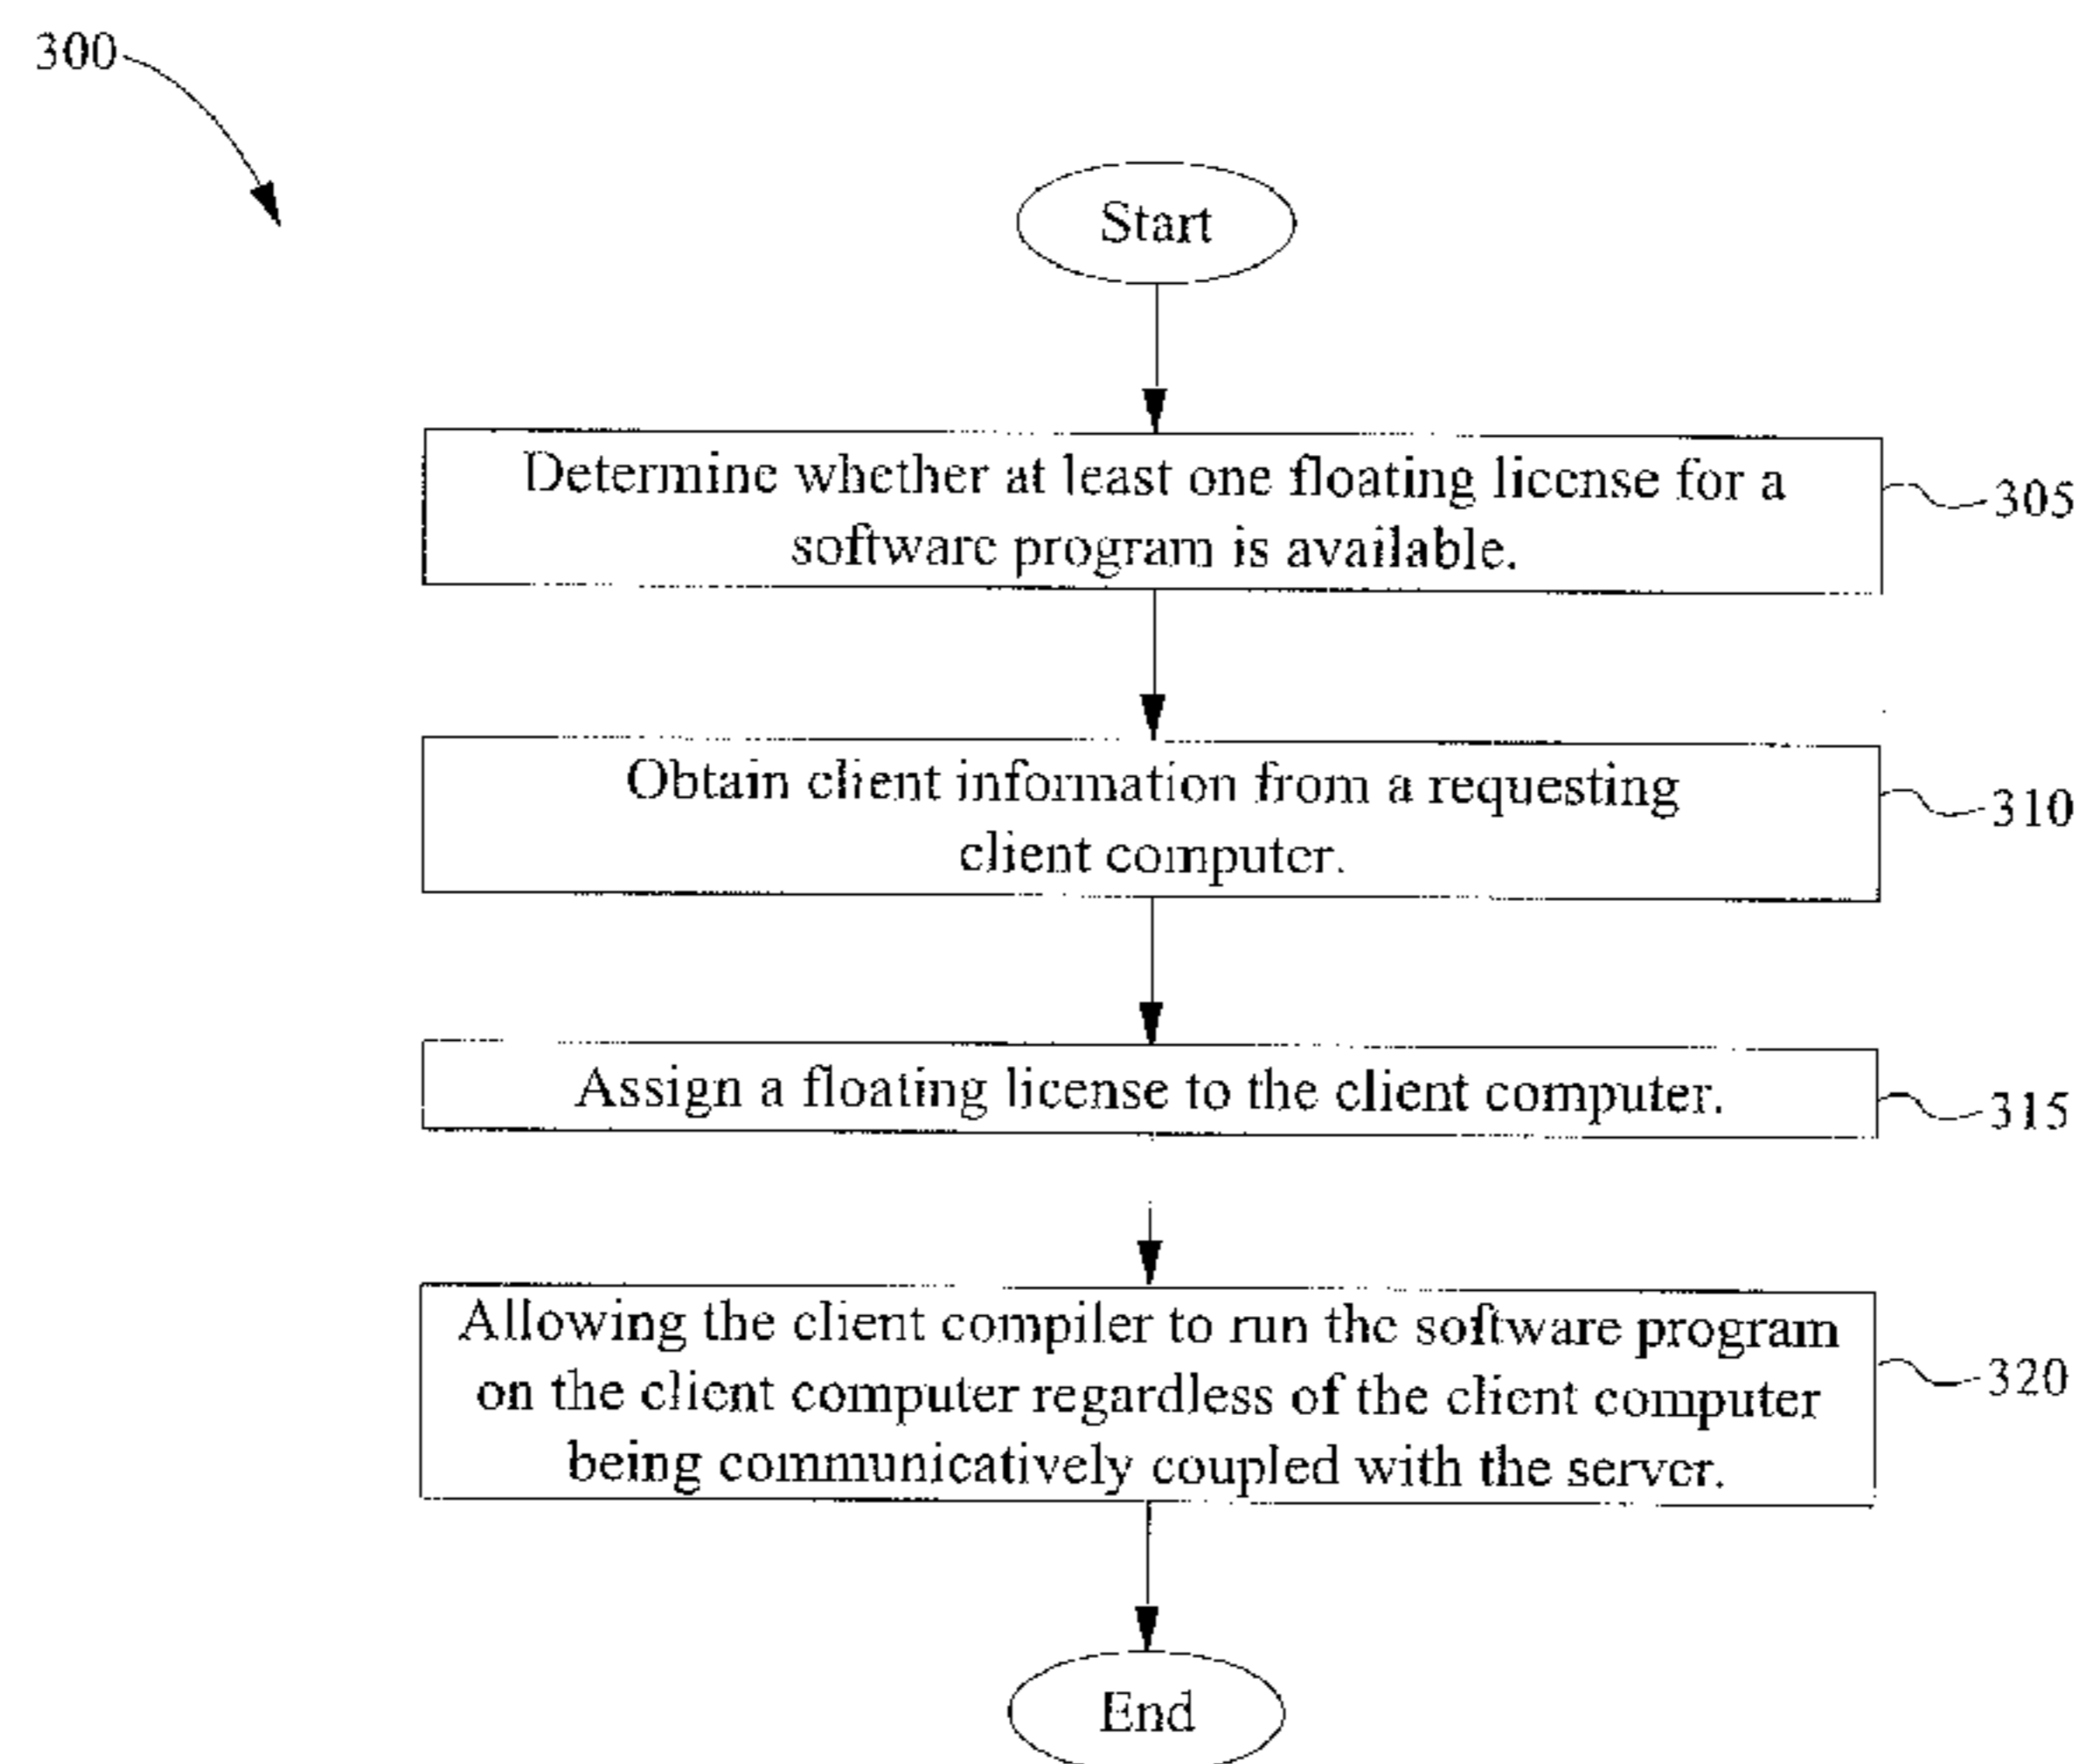 300
Start
Determine whether at least one floating license for a
software program is available.
305
Obtain client information from a requesting
client computer.
310
Assign a floating license to the client computer.
315
Allowing the client compiler to run the software program
on the client computer regardless of the client computer
being communicatively coupled with the server.
320
End